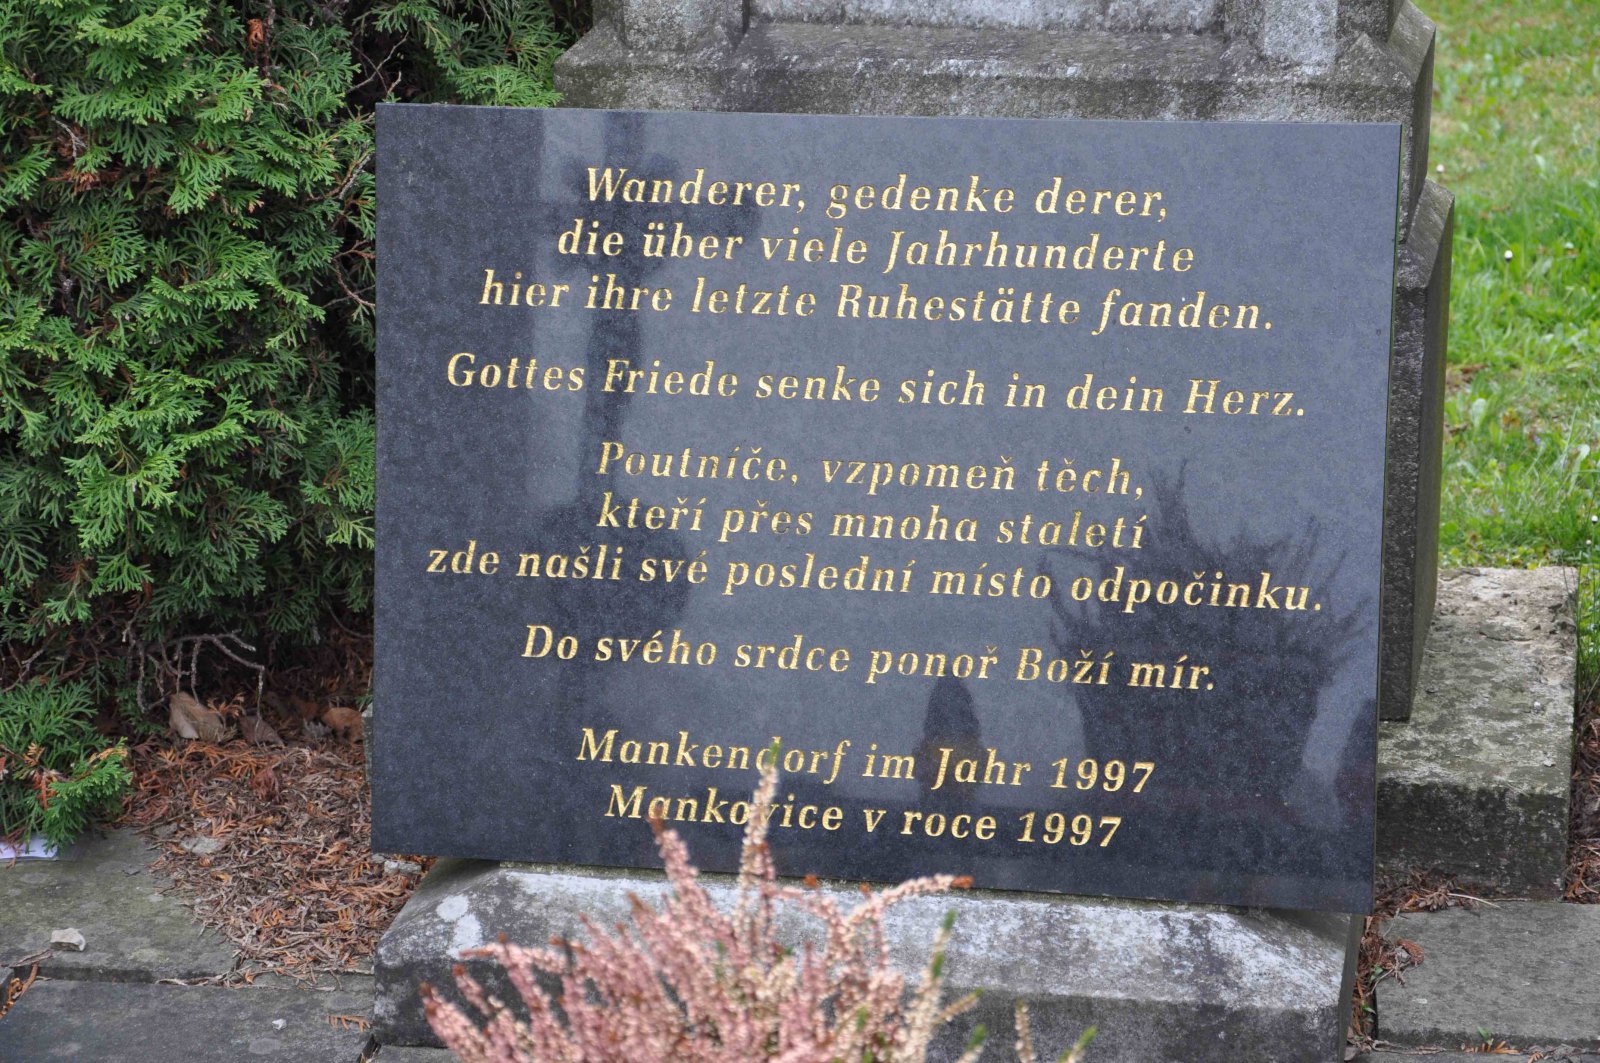 Wanderer, gedenke derer,
die über viele Jahrhunderte
hier ihre letzte Ruhestätte fanden.
Gottes Friede senke sich in dein Herz.
Poutníče, vzpomeň těch,
kteří přes mnoha staletí
zde našli své poslední místo odpočinku.
Do svého srdce ponoř Boží mír.
Mankendorf im Jahr 1997
Mankovice v roce 1997